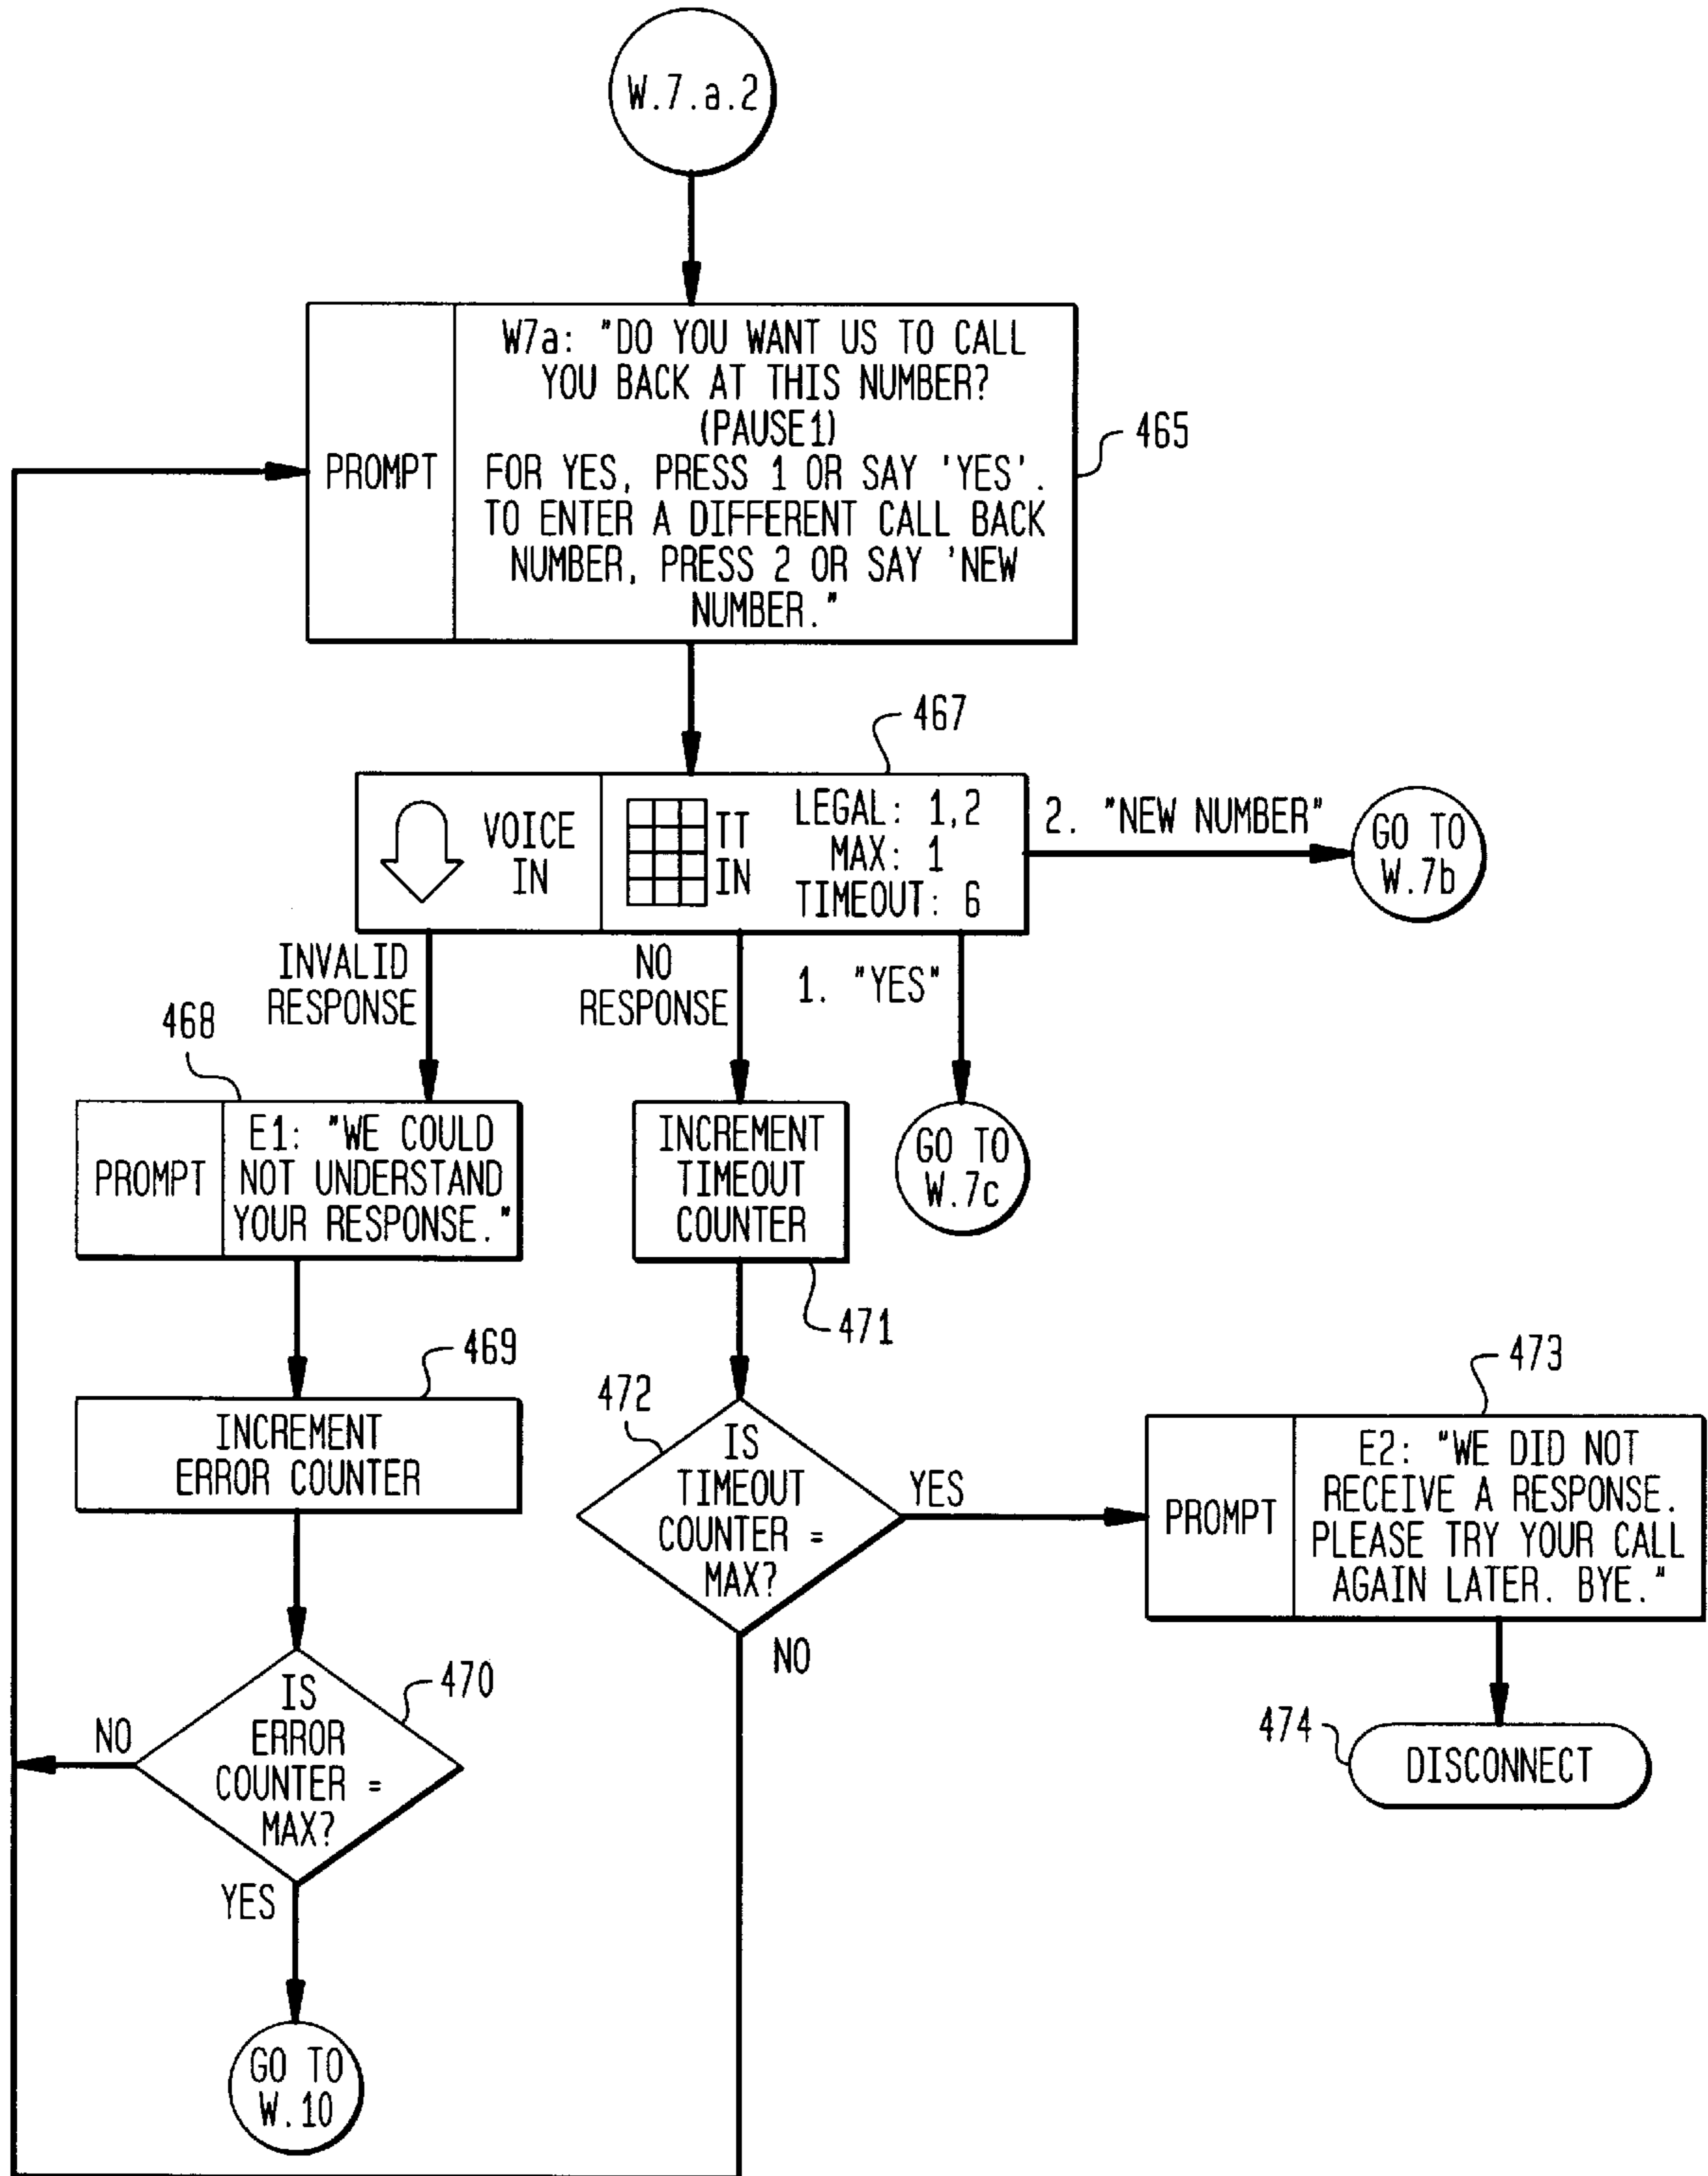 W.7.a.2
PROMPT
W7a: "DO YOU WANT US TO CALL
YOU BACK AT THIS NUMBER?
(PAUSE1)
FOR YES, PRESS 1 OR SAY 'YES'.
TO ENTER A DIFFERENT CALL BACK
NUMBER, PRESS 2 OR SAY 'NEW
NUMBER."
465
467
VOICE
IN
TT
IN
LEGAL: 1,2
MAX: 1
TIMEOUT: 6
2. "NEW NUMBER"
GO TO
W.7b
INVALID
RESPONSE
NO
RESPONSE
1. "YES"
GO TO
W.7c
468
PROMPT
E1: "WE COULD
NOT UNDERSTAND
YOUR RESPONSE."
INCREMENT
TIMEOUT
COUNTER
471
469
INCREMENT
ERROR COUNTER
472
IS
TIMEOUT
COUNTER =
MAX?
YES
NO
473
PROMPT
E2: "WE DID NOT
RECEIVE A RESPONSE.
PLEASE TRY YOUR CALL
AGAIN LATER. BYE."
474
DISCONNECT
470
IS
ERROR
COUNTER =
MAX?
NO
YES
GO TO
W.10